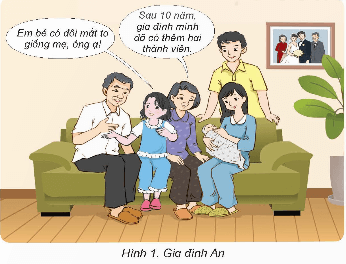 Em bé có đôi mắt to
giống mẹ, ông ạ!
Sau 10 năm,
gia đình mình
đã có thêm hai
thành viên.
Hình 1. Gia đình An